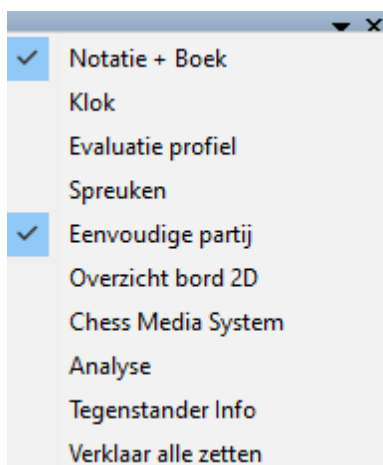 Notatie + Boek
Klok
Evaluatie profiel
Spreuken
Eenvoudige partij
Overzicht bord 2D
Chess Media System
Analyse
Tegenstander Info
Verklaar alle zetten